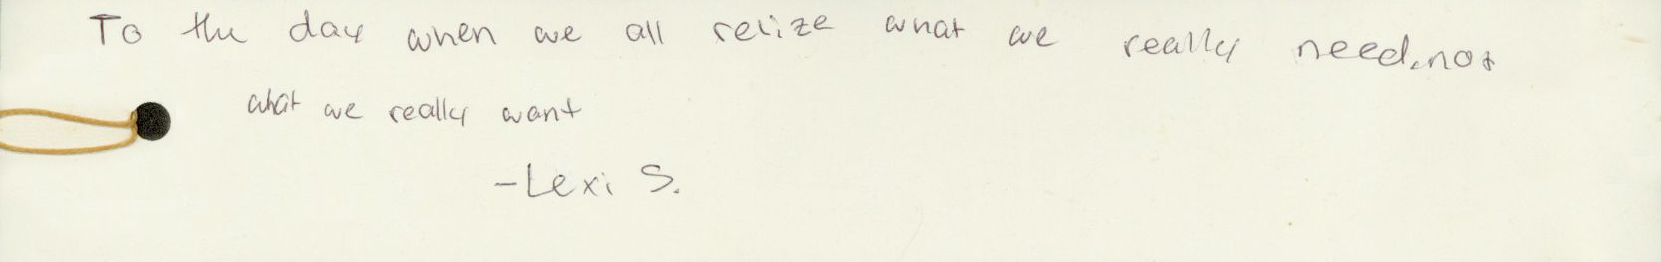 To the day when we all relize what we really need, not
what we really want
-Lexi S.